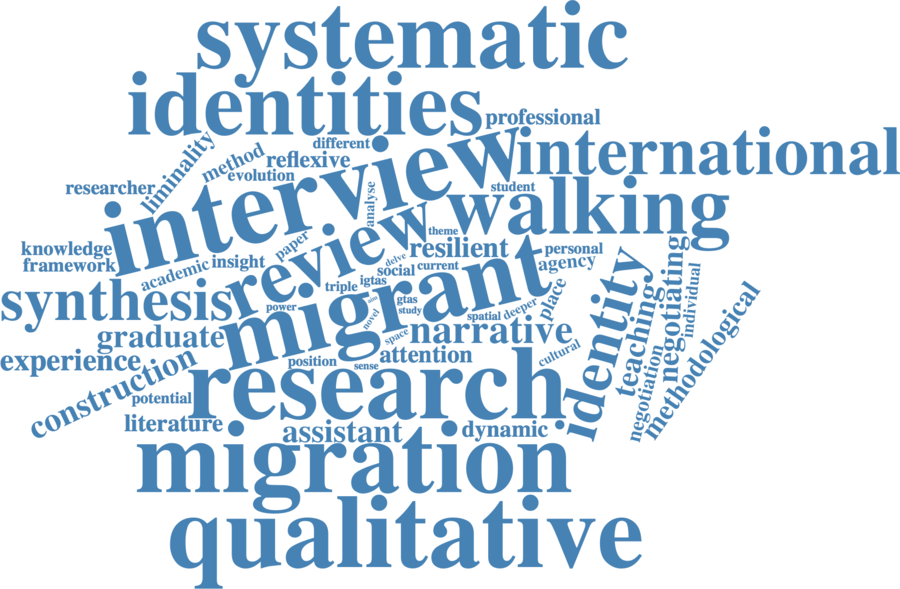 systematic
identities
professional
different
international
liminality
method
reflexive
evolution
interview
researcher
analyse
student
walking
theme
review
paper
knowledge
framework
academic
insight
resilient
personal
agency
delve
social
current
migrant
synthesis
triple
igtas
aim
gtas
study
power
novel
space
spatial
deeper
place
identity
teaching
negotiating
individual
methodological
negotiation
graduate
narrative
experience
position
sense
attention
cultural
construction
potential
research
literature
assistant
dynamic
migration
qualitative